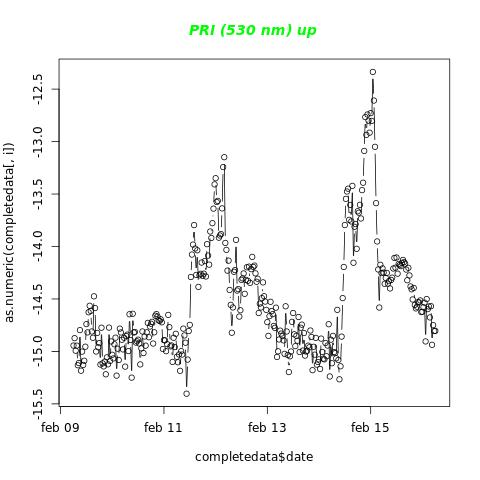 PRI (530 nm) up
as.numeric(completedata[, i])
-12.5
-13.0
-13.5
-14.0
-14.5
-15.0
-15.5
feb 09
feb 11
feb 13
feb 15
completedata$date